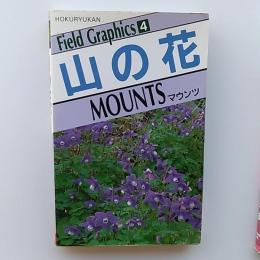 HOKURYUKAN
Field Graphics 4
山の花
MOUNTS マウンツ